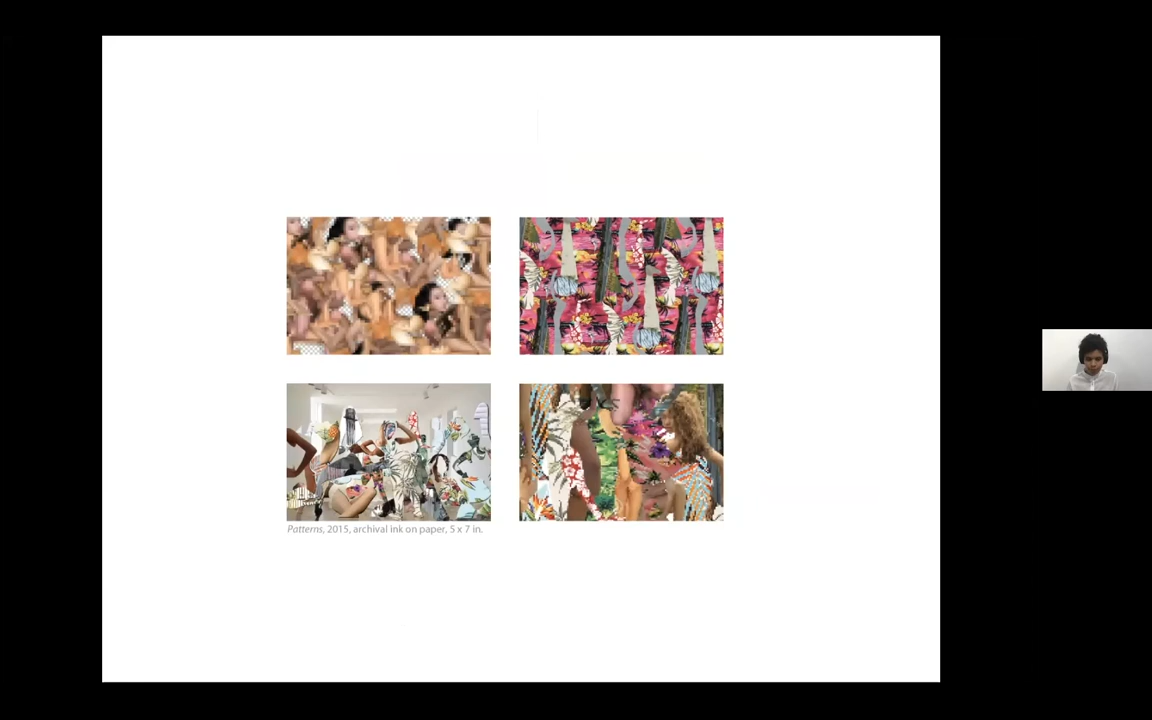 Patterns, 2015, archival ink on paper, 5 x 7 in.